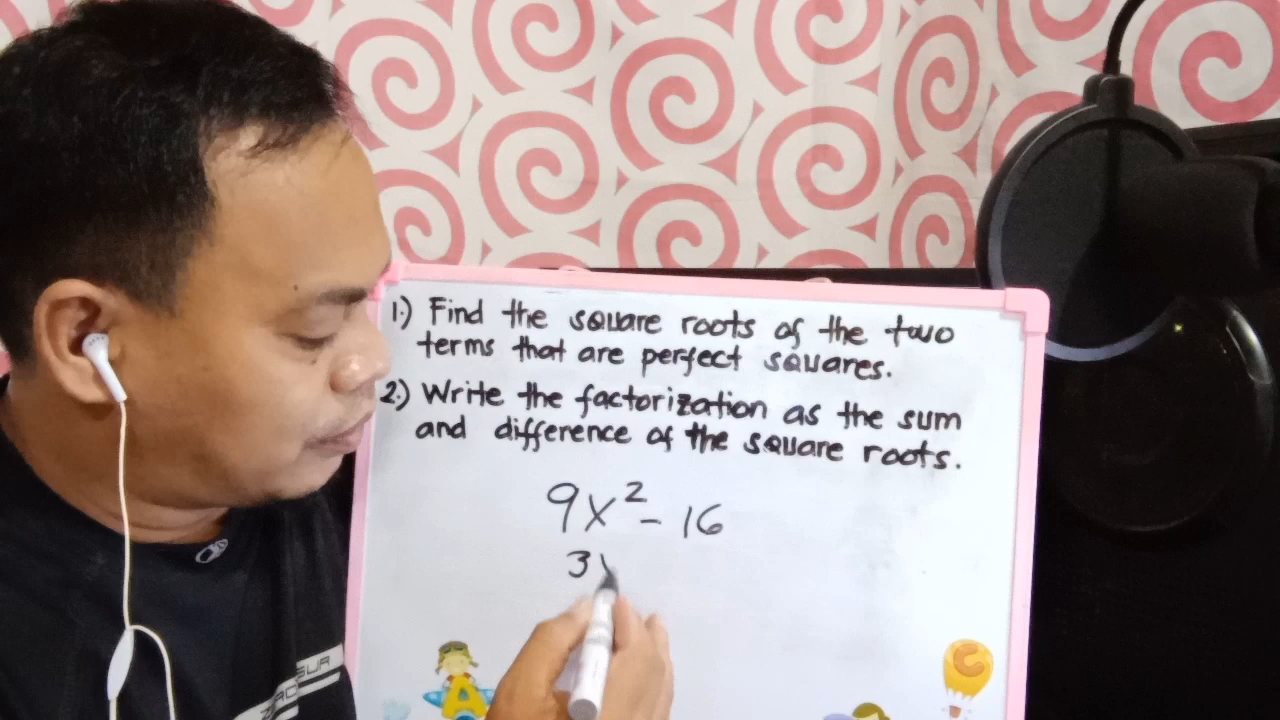 1.) Find the square roots of the two
terms that are perfect squares.
2.) Write the factorization as the sum
and difference of the square roots.
9x² - 16
3
A
C